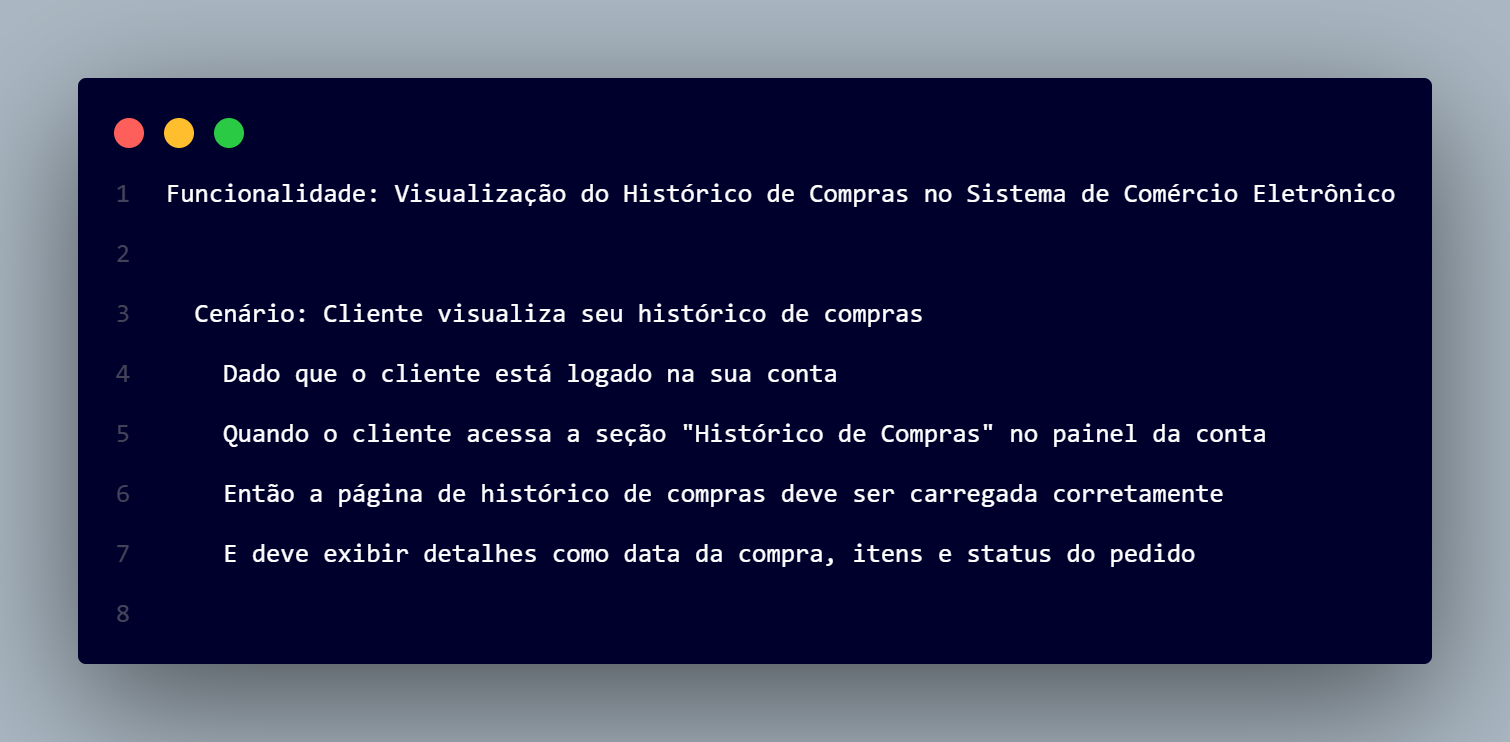 1 Funcionalidade: Visualização do Histórico de Compras no Sistema de Comércio Eletrônico
2
3 Cenário: Cliente visualiza seu histórico de compras
4 Dado que o cliente está logado na sua conta
5 Quando o cliente acessa a seção "Histórico de Compras" no painel da conta
6 Então a página de histórico de compras deve ser carregada corretamente
7 E deve exibir detalhes como data da compra, itens e status do pedido
8